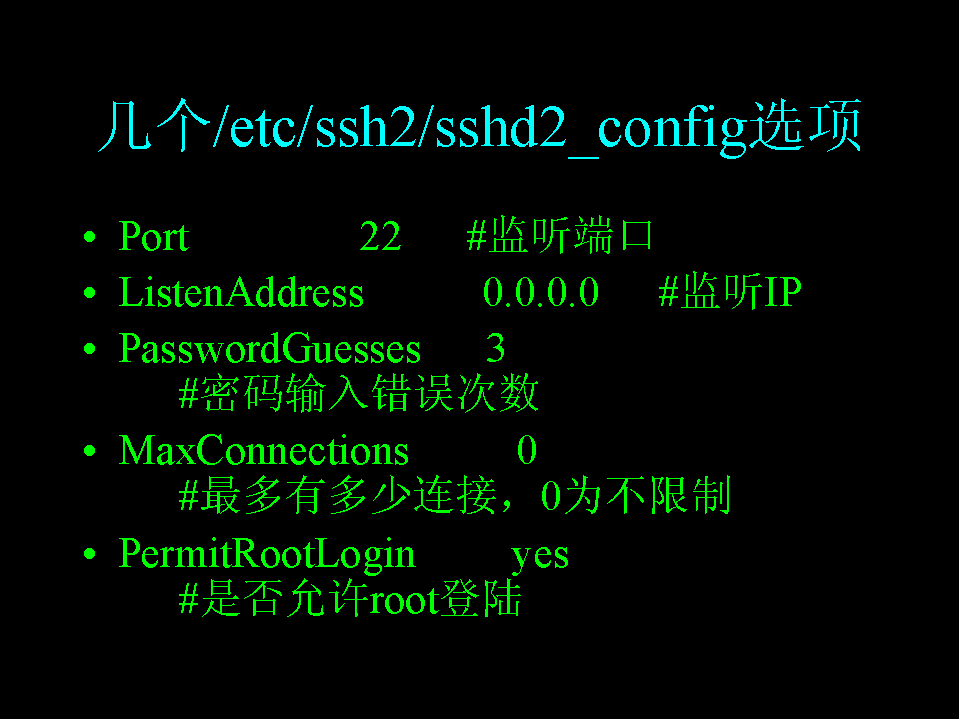 几个/etc/ssh2/sshd2_config选项
• Port 22 #监听端口
• ListenAddress 0.0.0.0 #监听IP
• PasswordGuesses 3
#密码输入错误次数
• MaxConnections 0
#最多有多少连接，0为不限制
• PermitRootLogin yes
#是否允许root登陆